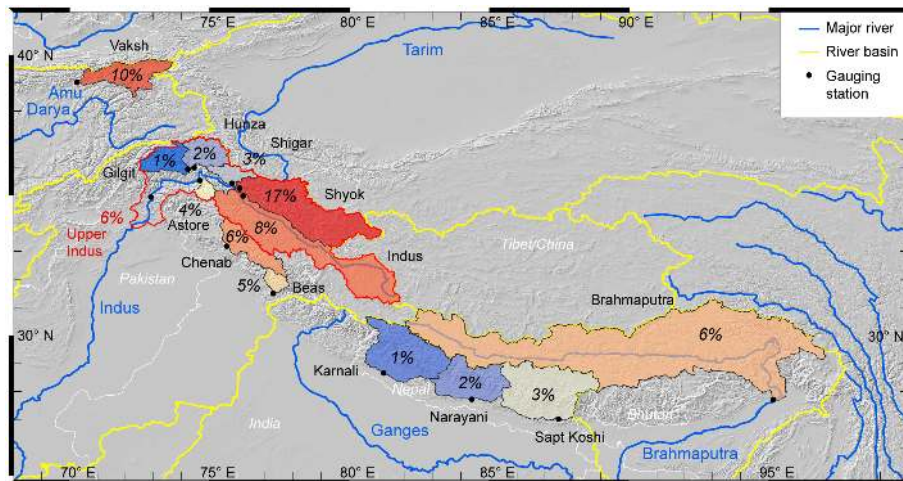 75° E 80° E 85° E 90° E
Major river
River basin
Gauging
station
40° N
Vaksh
10%
Tarim
Amu
Darya
Hunza
Shigar
1% 2% 3%
Gilgit
17%
Shyok
6%
Upper
Indus
4%
Astore
8%
6%
Chenab
Indus
Tibet/China
Pakistan
5%
Beas
Indus
Brahmaputra
30° N
6%
30° N
1%
Karnali
Nepal
2%
3%
Narayani
Bhutan
India
Ganges
Sapt Koshi
Brahmaputra
70° E 75° E 80° E 85° E 95° E